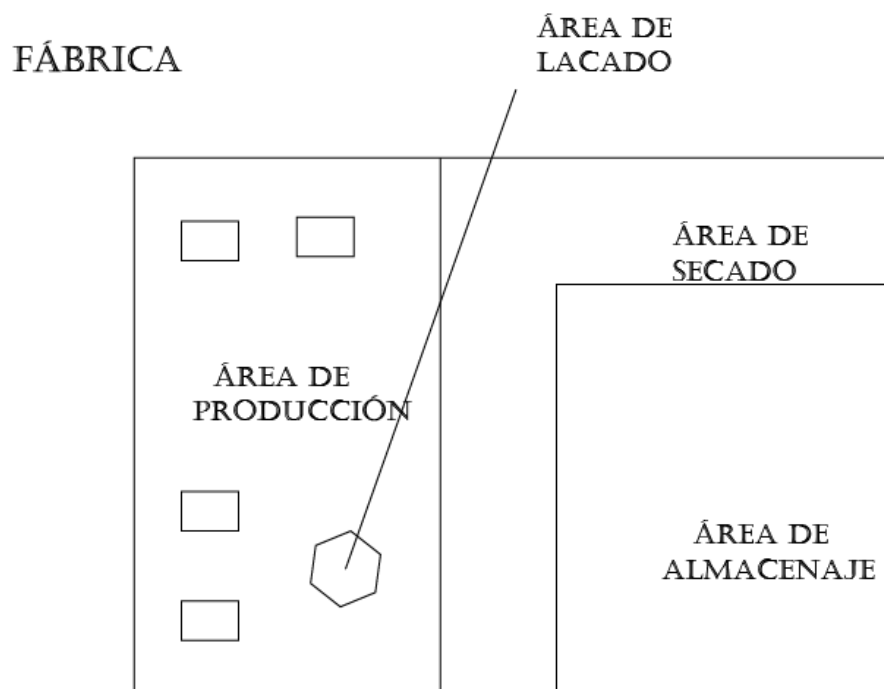 FÁBRICA
ÁREA DE
LACADO
ÁREA DE
SECADO
ÁREA DE
PRODUCCIÓN
ÁREA DE
ALMACENAJE